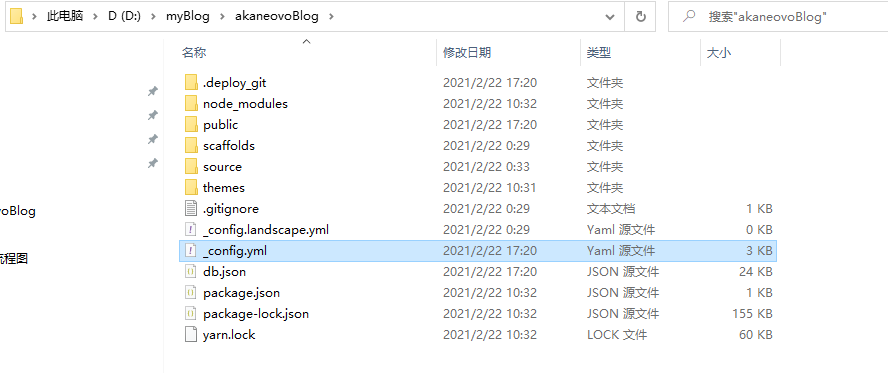 此电脑 D (D:) myBlog akaneovoBlog 搜索"akaneovoBlog"
名称 修改日期 类型 大小
.deploy_git 2021/2/22 17:20 文件夹
node_modules 2021/2/22 10:32 文件夹
public 2021/2/22 17:20 文件夹
scaffolds 2021/2/22 0:29 文件夹
source 2021/2/22 0:33 文件夹
themes 2021/2/22 10:31 文件夹
voBlog .gitignore 2021/2/22 0:29 文本文档 1 KB
_config.landscape.yml 2021/2/22 0:29 Yaml 源文件 0 KB
流程图 _config.yml 2021/2/22 17:20 Yaml 源文件 3 KB
db.json 2021/2/22 17:20 JSON 源文件 24 KB
package.json 2021/2/22 10:32 JSON 源文件 1 KB
package-lock.json 2021/2/22 10:32 JSON 源文件 155 KB
yarn.lock 2021/2/22 10:32 LOCK 文件 60 KB